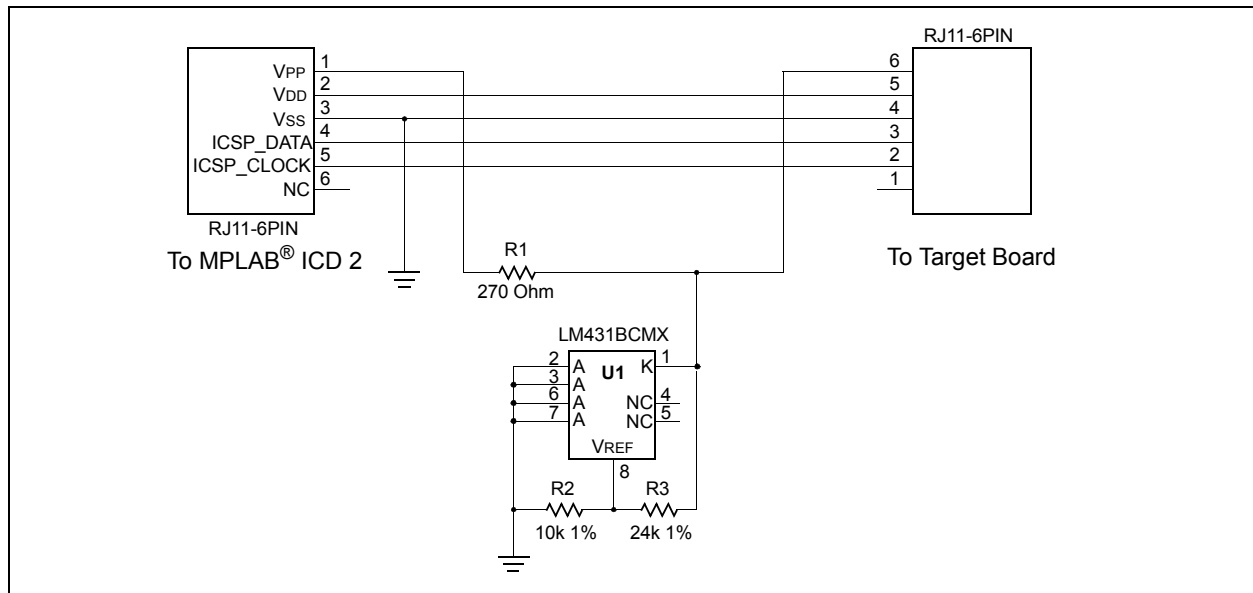 RJ11-6PIN
VPP 1
VDD 2
VSS 3
ICSP_DATA 4
ICSP_CLOCK 5
NC 6
RJ11-6PIN
To MPLAB® ICD 2
6
5
4
3
2
1
To Target Board
R1
270 Ohm
LM431BCMX
2 A U1 K 1
3 A
6 A NC 4
7 A NC 5
VREF
8
R2 R3
10k 1% 24k 1%